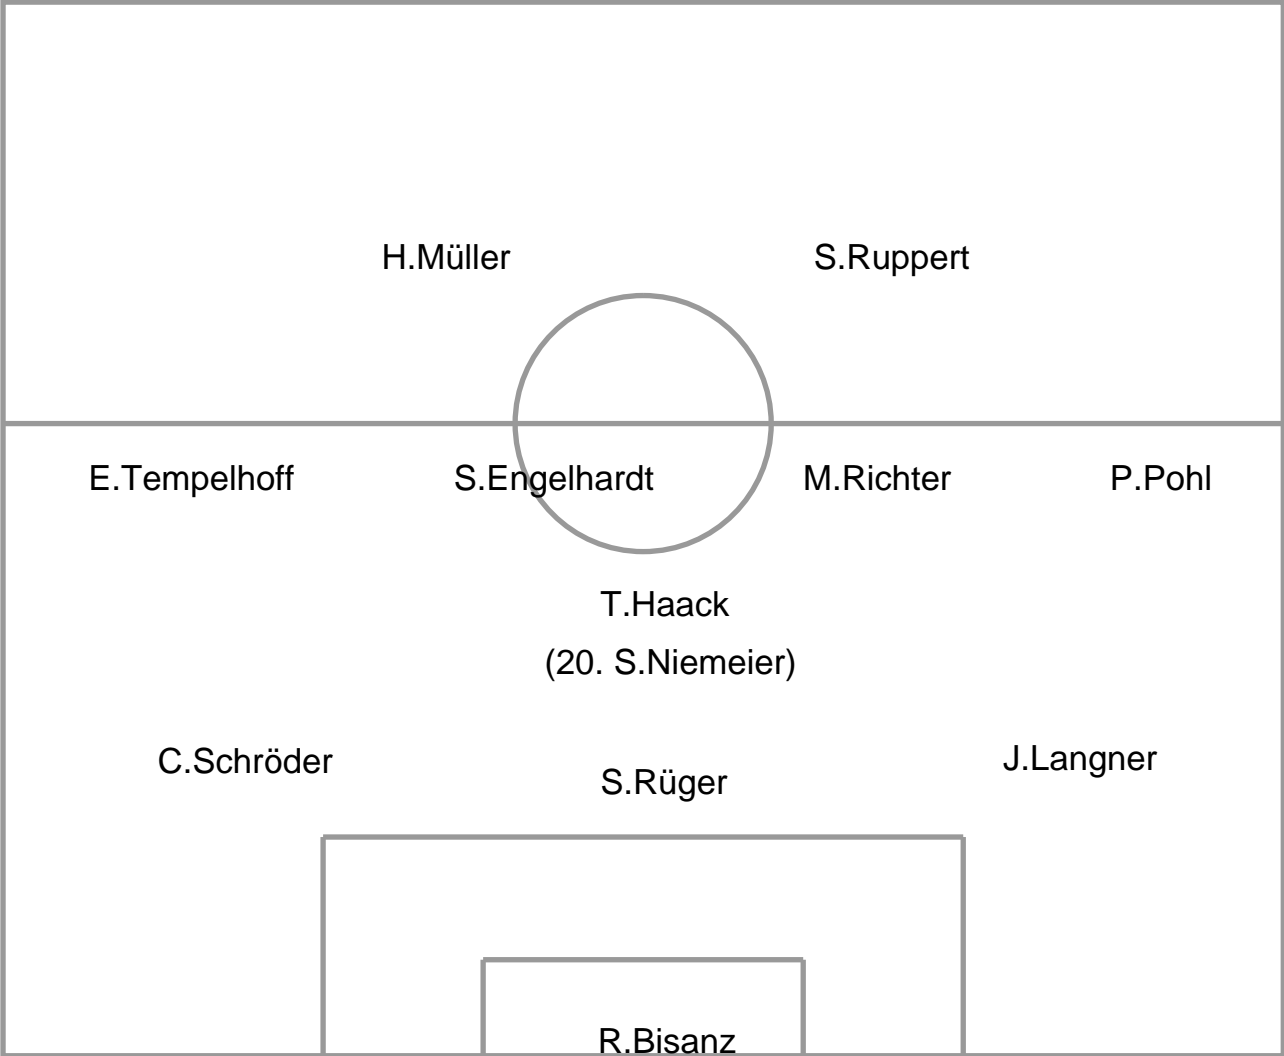 H.Müller S.Ruppert
E.Tempelhoff S.Engelhardt M.Richter P.Pohl
T.Haack
(20. S.Niemeier)
C.Schröder S.Rüger J.Langner
R.Bisanz